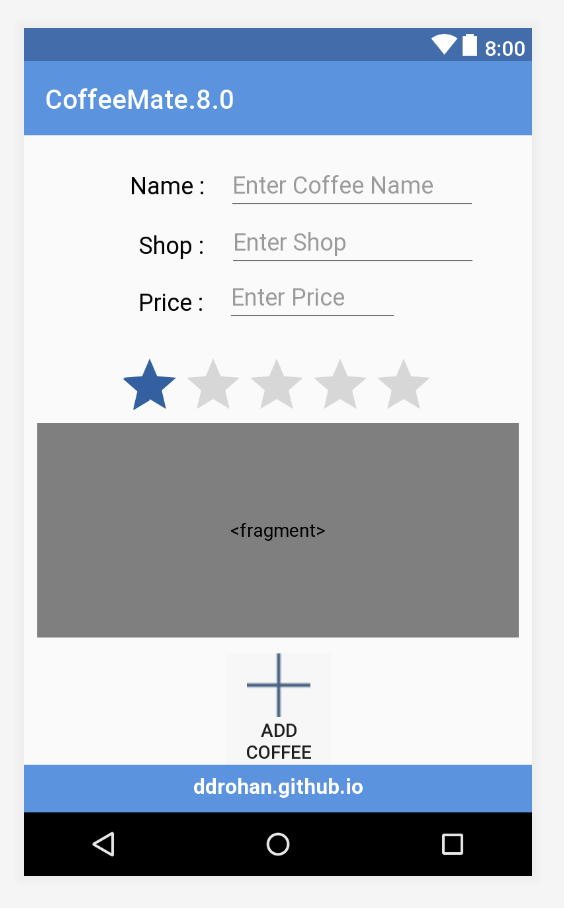 8:00
CoffeeMate.8.0
Name : Enter Coffee Name
Shop : Enter Shop
Price : Enter Price
<fragment>
ADD
COFFEE
ddrohan.github.io